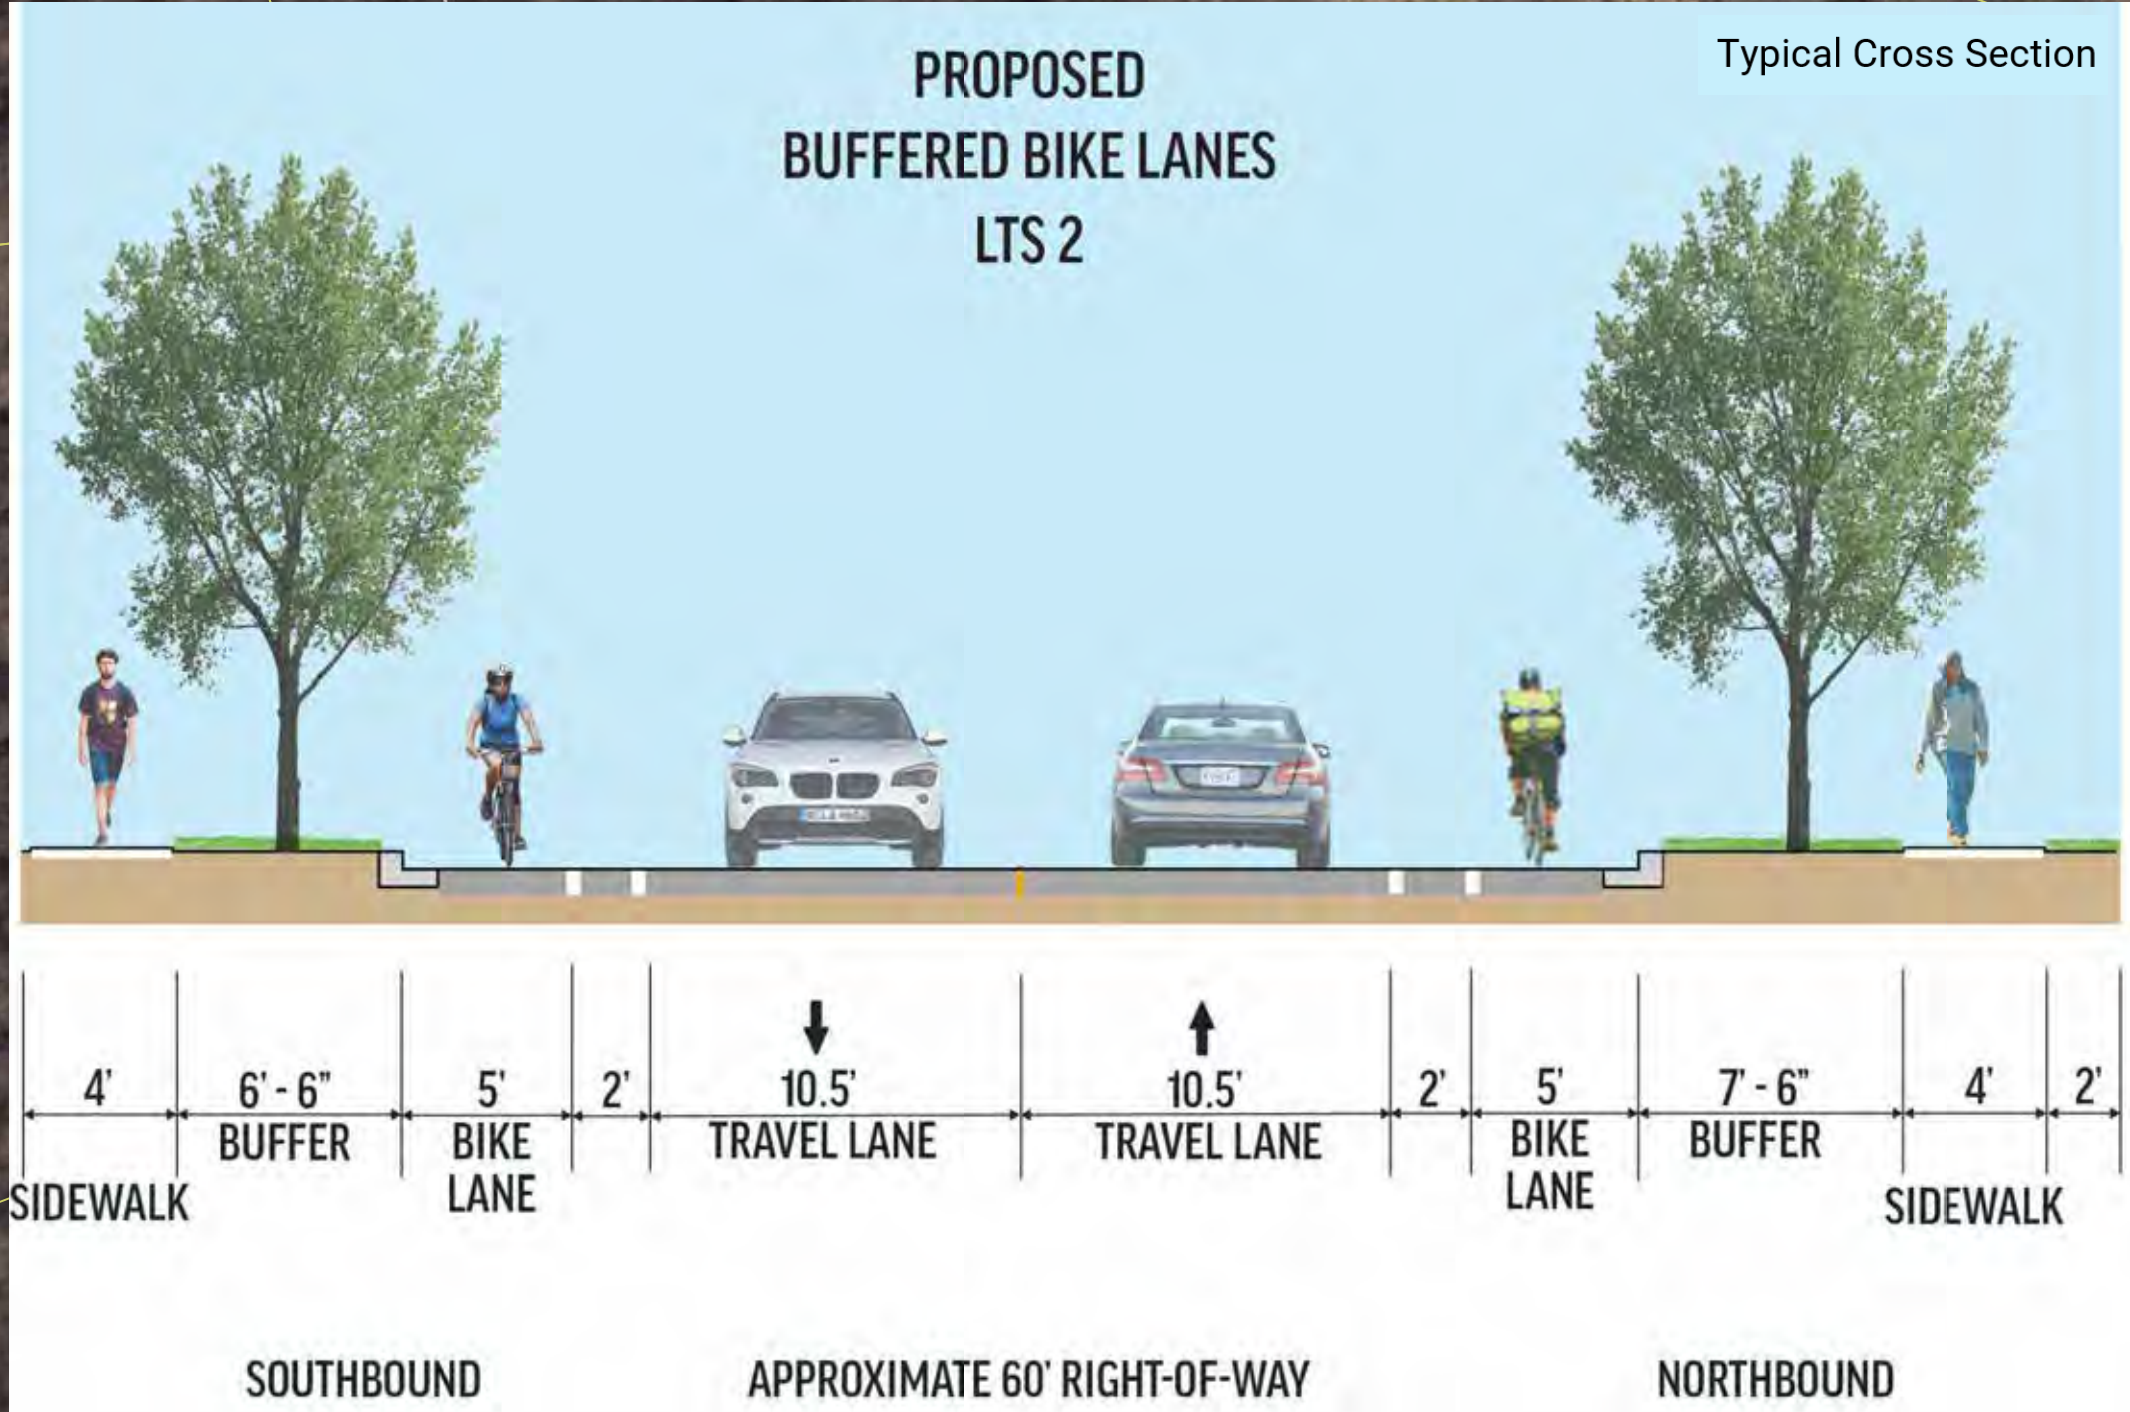 Typical Cross Section
PROPOSED
BUFFERED BIKE LANES
LTS 2
4’ 6’ - 6” 5’ 2’ 10.5’ 10.5’ 2’ 5’ 7’ - 6” 4’ 2’
BUFFER BIKE TRAVEL LANE TRAVEL LANE BIKE BUFFER
SIDEWALK LANE LANE SIDEWALK
SOUTHBOUND APPROXIMATE 60’ RIGHT-OF-WAY NORTHBOUND